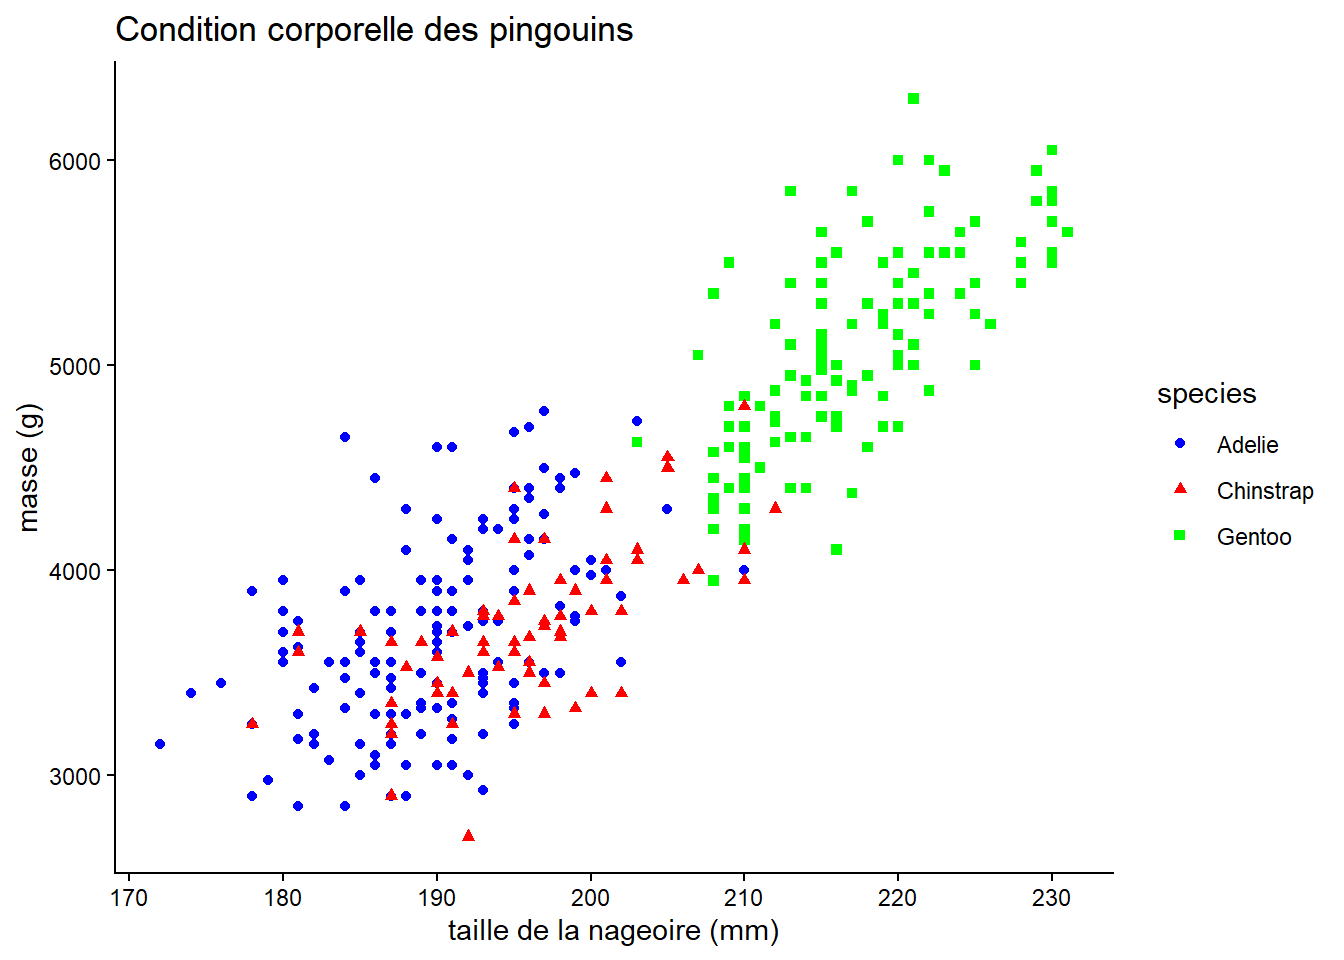 Condition corporelle des pingouins
6000
5000
4000
3000
masse (g)
170 180 190 200 210 220 230
taille de la nageoire (mm)
species
Adelie
Chinstrap
Gentoo